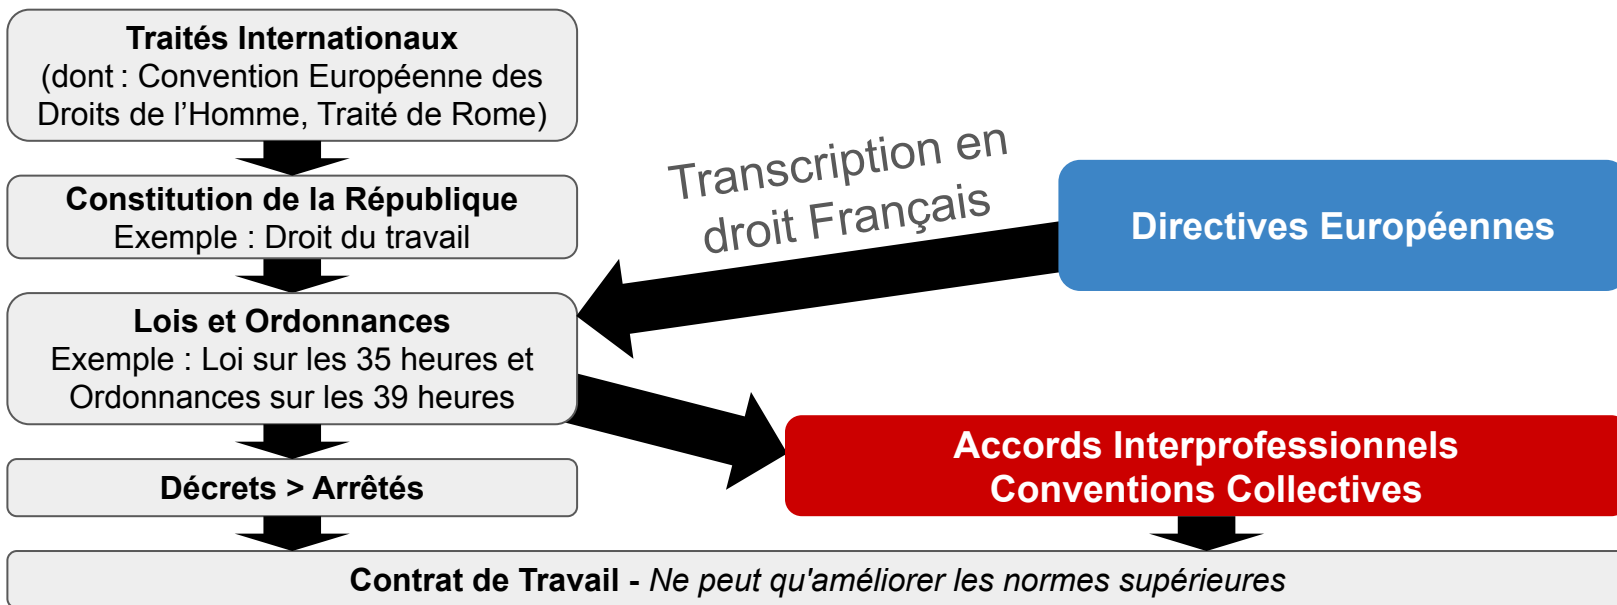 Traités Internationaux
(dont : Convention Européenne des
Droits de l’Homme, Traité de Rome)
Constitution de la République
Exemple : Droit du travail
Lois et Ordonnances
Exemple : Loi sur les 35 heures et
Ordonnances sur les 39 heures
Décrets > Arrêtés
Transcription en
droit Français
Directives Européennes
Accords Interprofessionnels
Conventions Collectives
Contrat de Travail - Ne peut qu'améliorer les normes supérieures